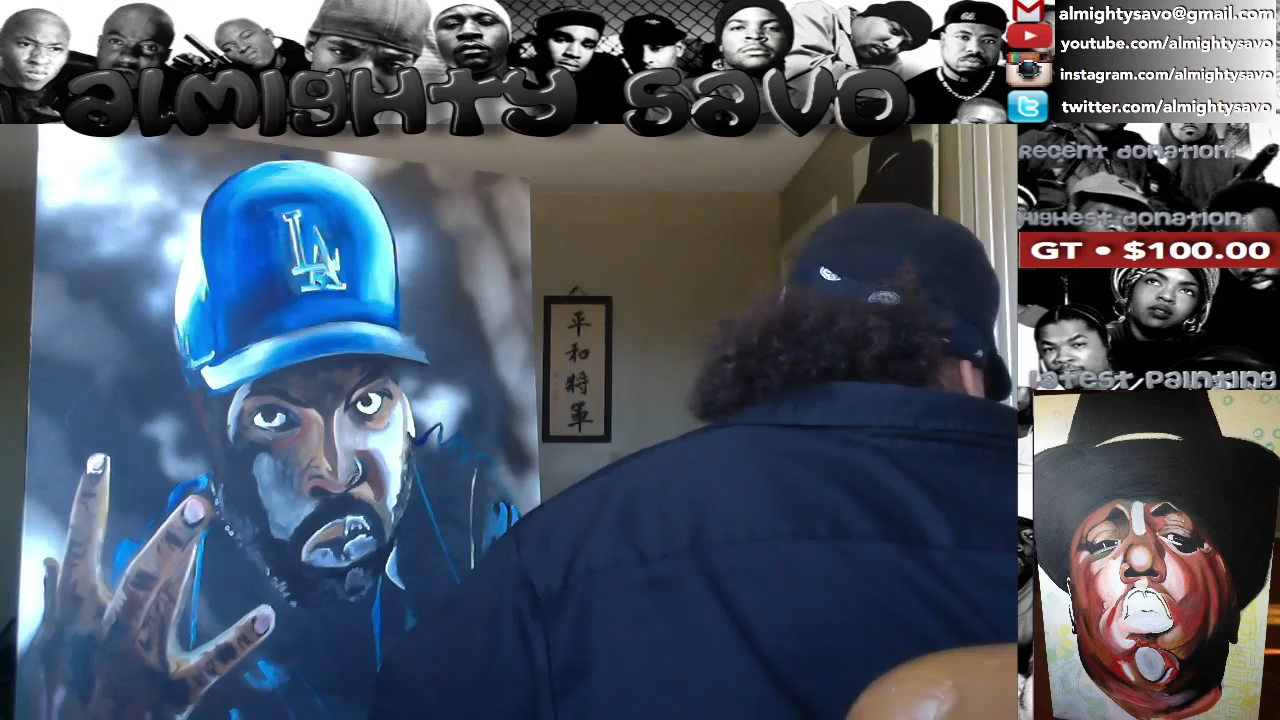 almighty savo
almightysavo@gmail.com
youtube.com/almightysavo
instagram.com/almightysavo
twitter.com/almightysavo
Recent donation:
Highest donation:
GT • $100.00
Latest painting
LA
平
和
將
軍